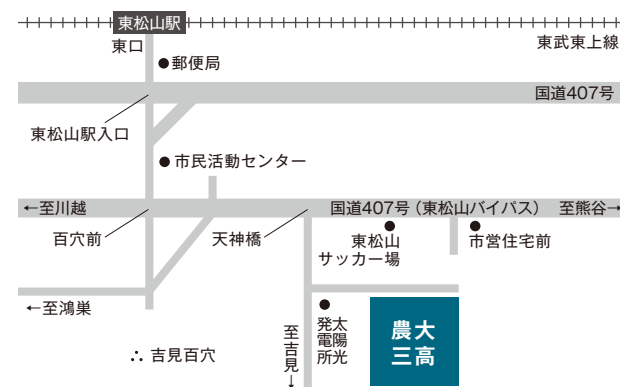 東松山駅
東口
東武東上線
●郵便局
国道407号
東松山駅入口
●市民活動センター
←至川越
国道407号（東松山バイパス）
至熊谷→
百穴前
天神橋
東松山
サッカー場
市営住宅前
←至鴻巣
至吉見→
太陽光
発電所
農大
三高
∴ 吉見百穴